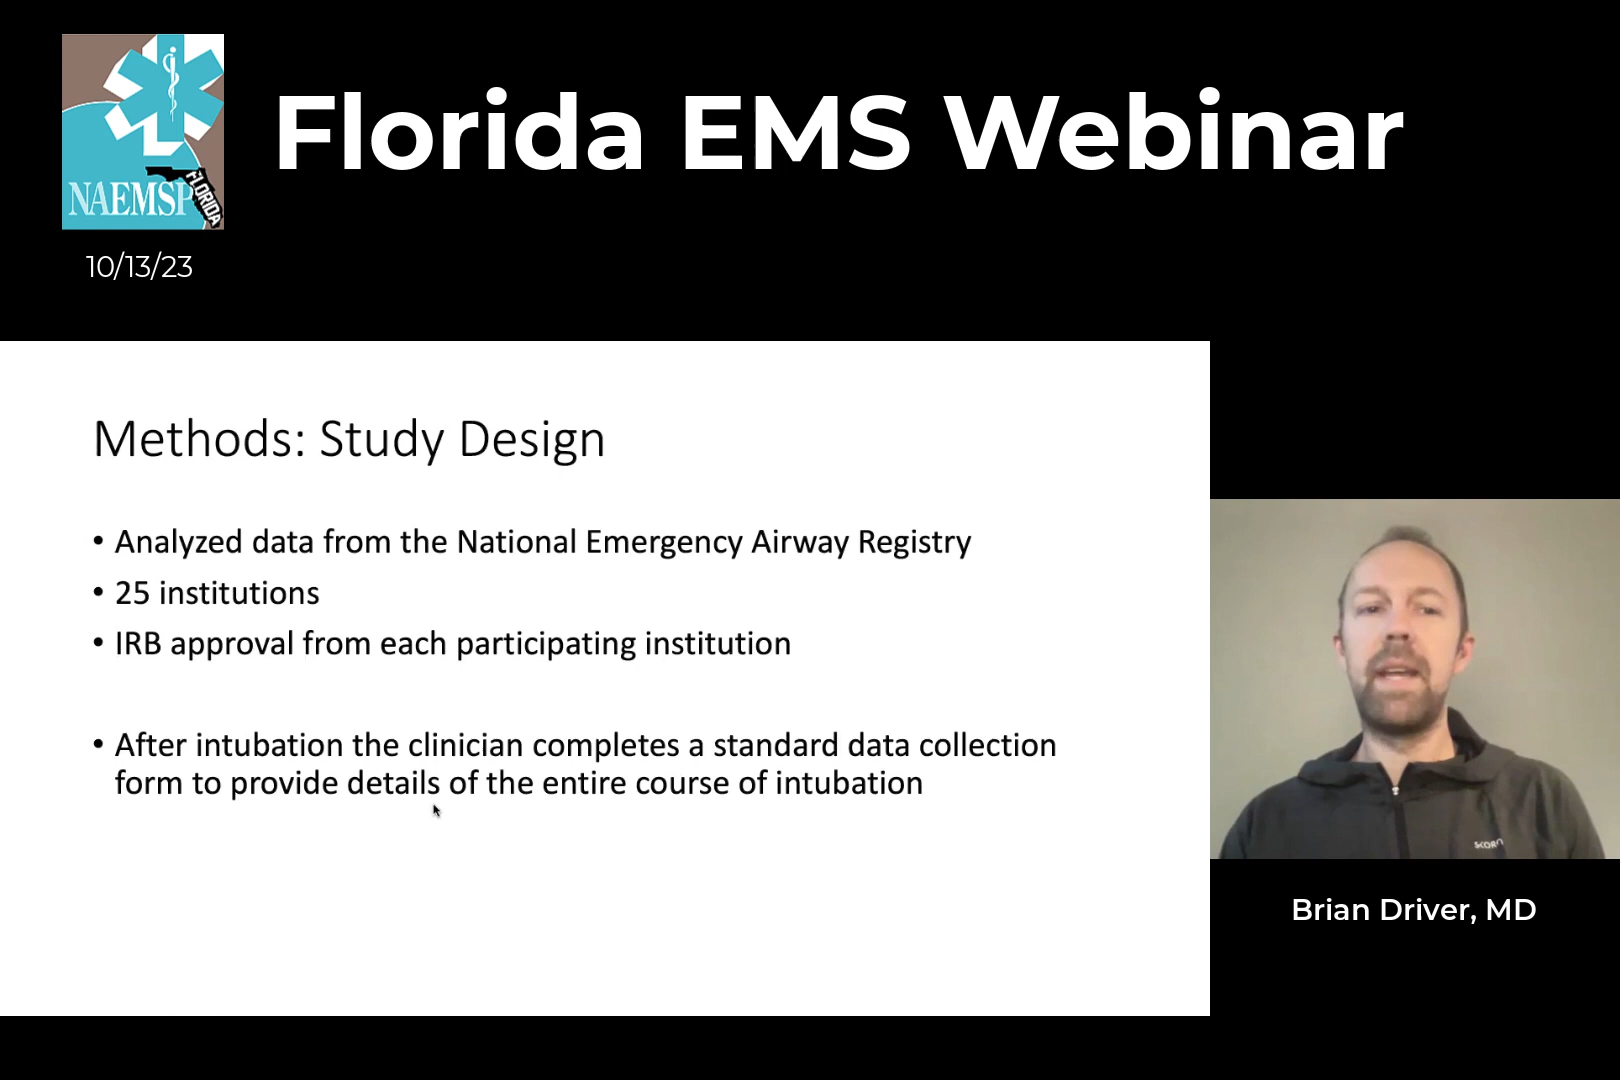 Florida EMS Webinar
NAEMSP
FLORIDA
10/13/23
Methods: Study Design
• Analyzed data from the National Emergency Airway Registry
• 25 institutions
• IRB approval from each participating institution
• After intubation the clinician completes a standard data collection
form to provide details of the entire course of intubation
Brian Driver, MD